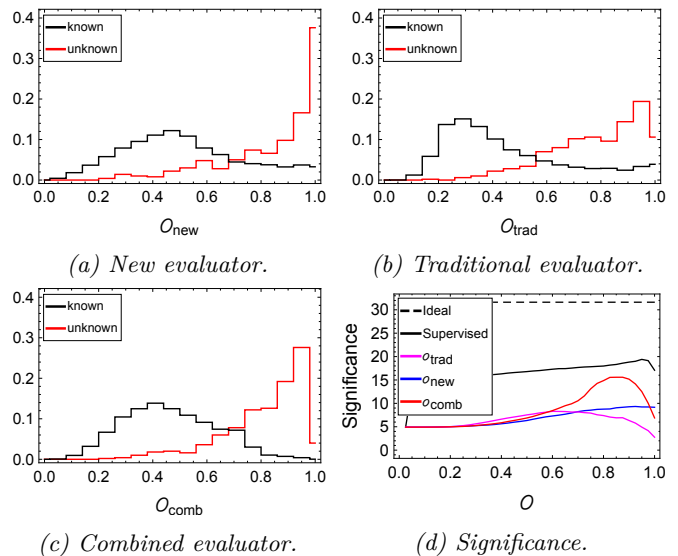 0.4
0.3
0.2
0.1
0.0
known
unknown
0.0 0.2 0.4 0.6 0.8 1.0
Onew
(a) New evaluator.
0.4
0.3
0.2
0.1
0.0
known
unknown
0.0 0.2 0.4 0.6 0.8 1.0
Otrad
(b) Traditional evaluator.
0.4
0.3
0.2
0.1
0.0
known
unknown
0.0 0.2 0.4 0.6 0.8 1.0
Ocomb
(c) Combined evaluator.
Significance
30
25
20
15
10
5
0
Ideal
Supervised
otrad
onew
ocomb
0.0 0.2 0.4 0.6 0.8 1.0
O
(d) Significance.